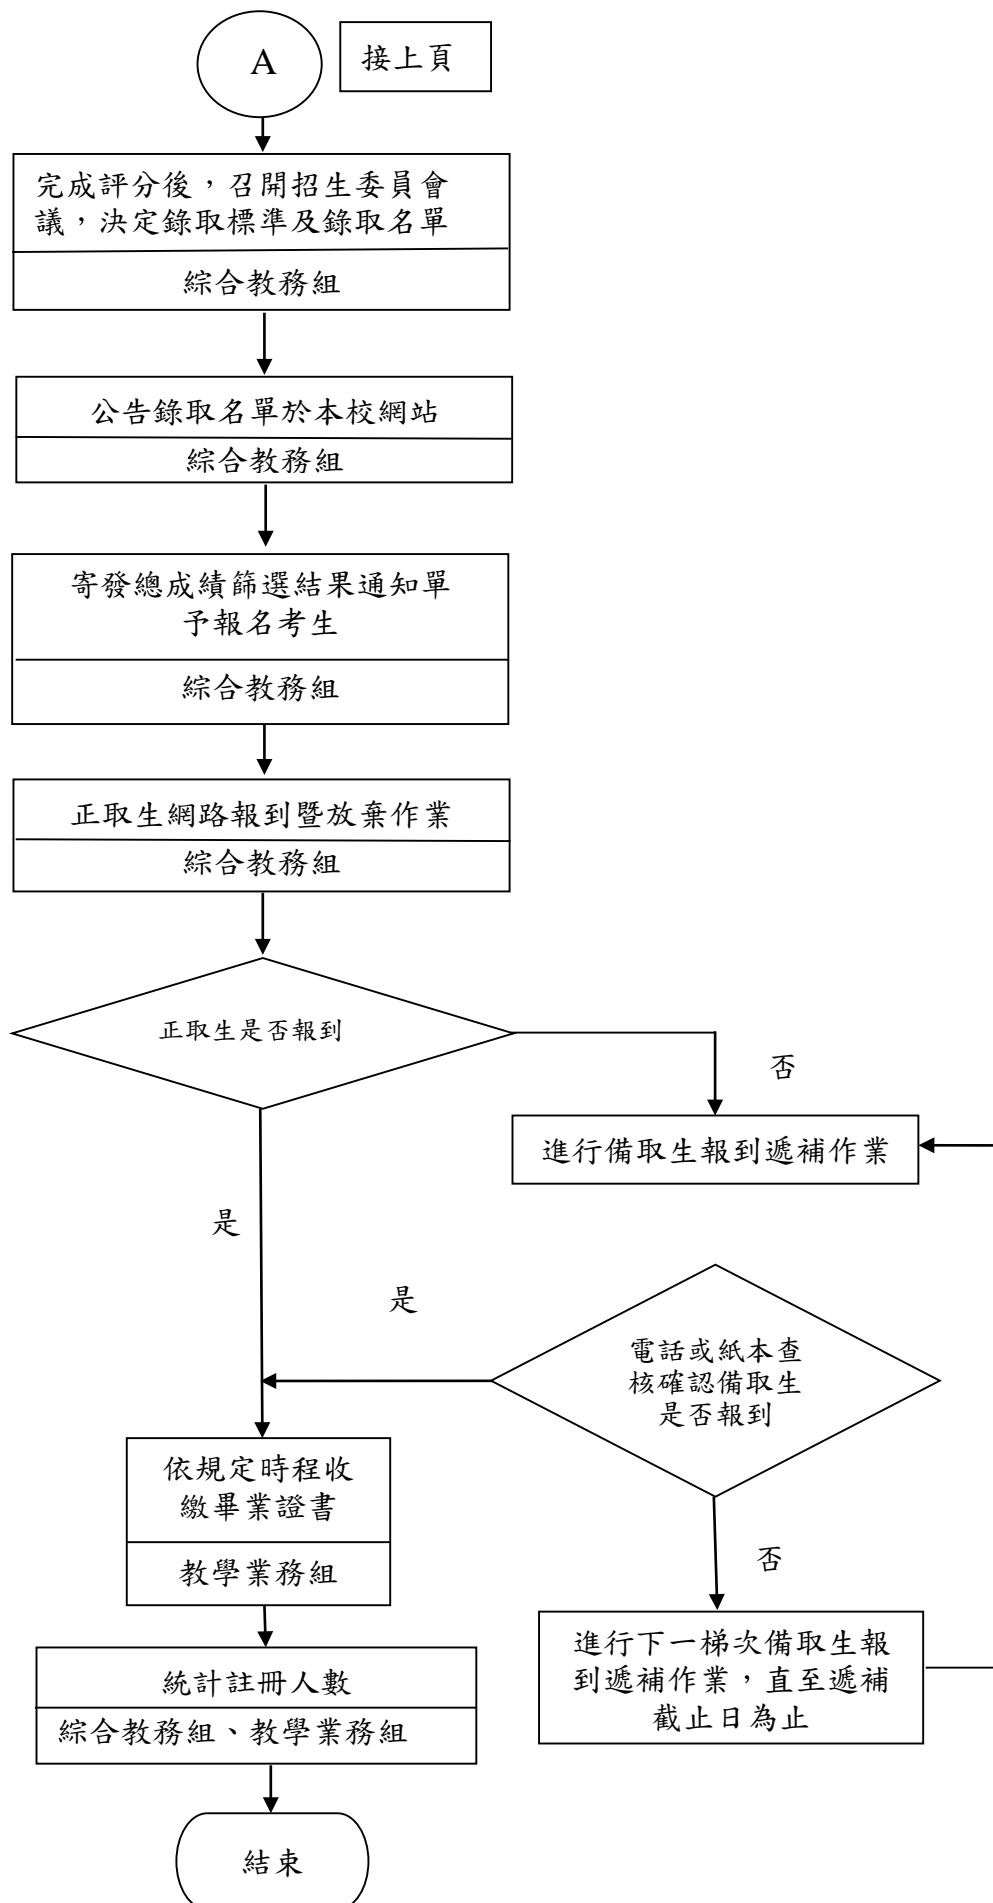 A
接上頁
完成評分後，召開招生委員會
議，決定錄取標準及錄取名單
綜合教務組
公告錄取名單於本校網站
綜合教務組
寄發總成績篩選結果通知單
予報名考生
綜合教務組
正取生網路報到暨放棄作業
綜合教務組
正取生是否報到
否
進行備取生報到遞補作業
是
是
電話或紙本查
核確認備取生
是否報到
依規定時程收
繳畢業證書
教學業務組
否
進行下一梯次備取生報
到遞補作業，直至遞補
截止日為止
統計註冊人數
綜合教務組、教學業務組
結束